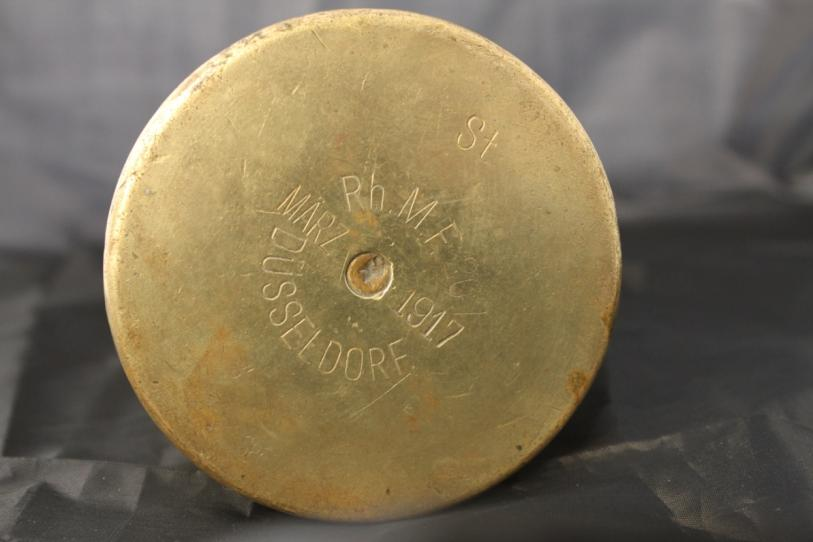 St
Rh. M. F.
MÄRZ
1917
DÜSSELDORF